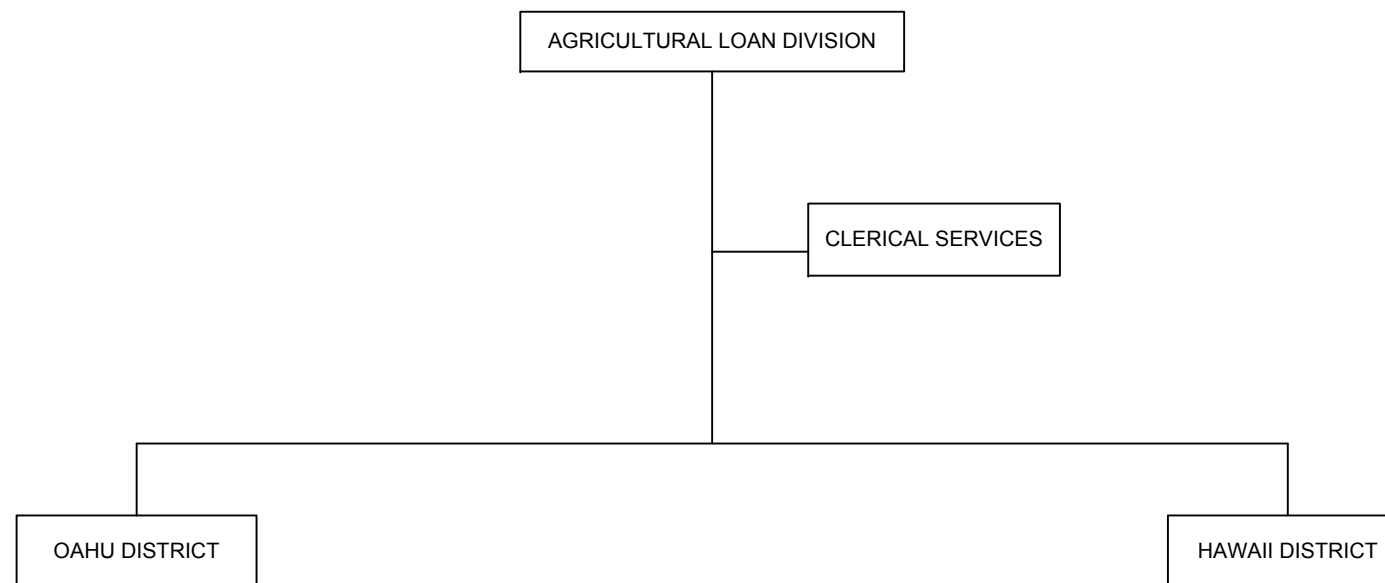 AGRICULTURAL LOAN DIVISION
CLERICAL SERVICES
OAHU DISTRICT
HAWAII DISTRICT